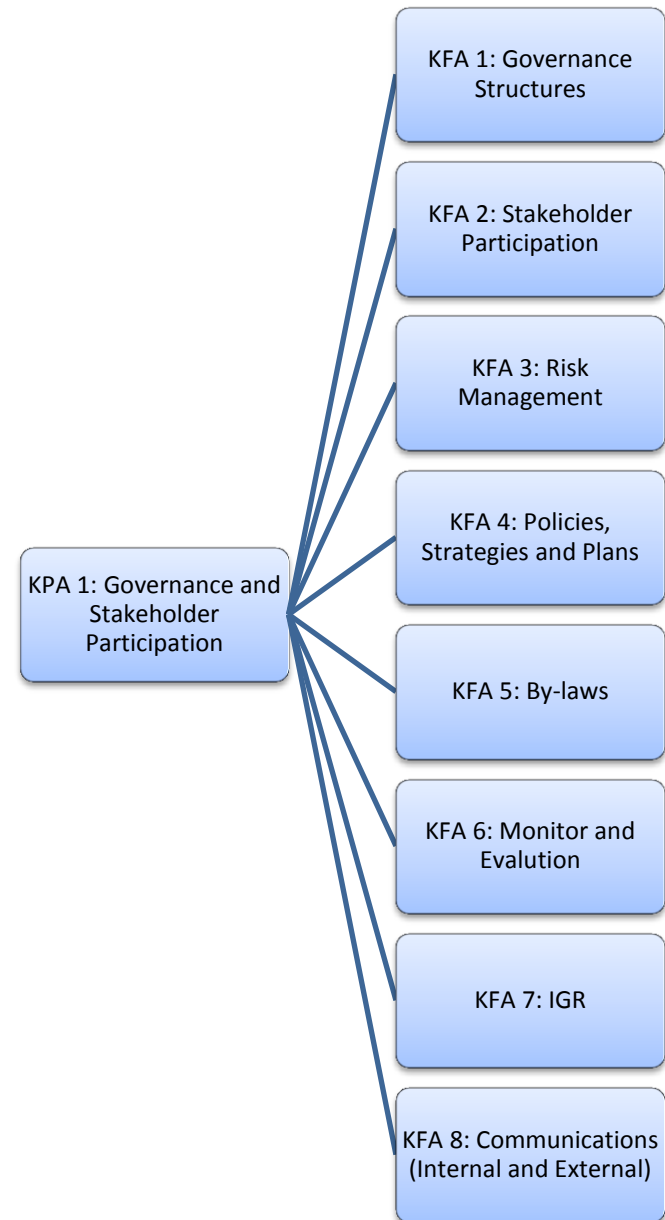 KFA 1: Governance
Structures
KFA 2: Stakeholder
Participation
KFA 3: Risk
Management
KFA 4: Policies,
Strategies and Plans
KPA 1: Governance and
Stakeholder
Participation
KFA 5: By-laws
KFA 6: Monitor and
Evalution
KFA 7: IGR
KFA 8: Communications
(Internal and External)